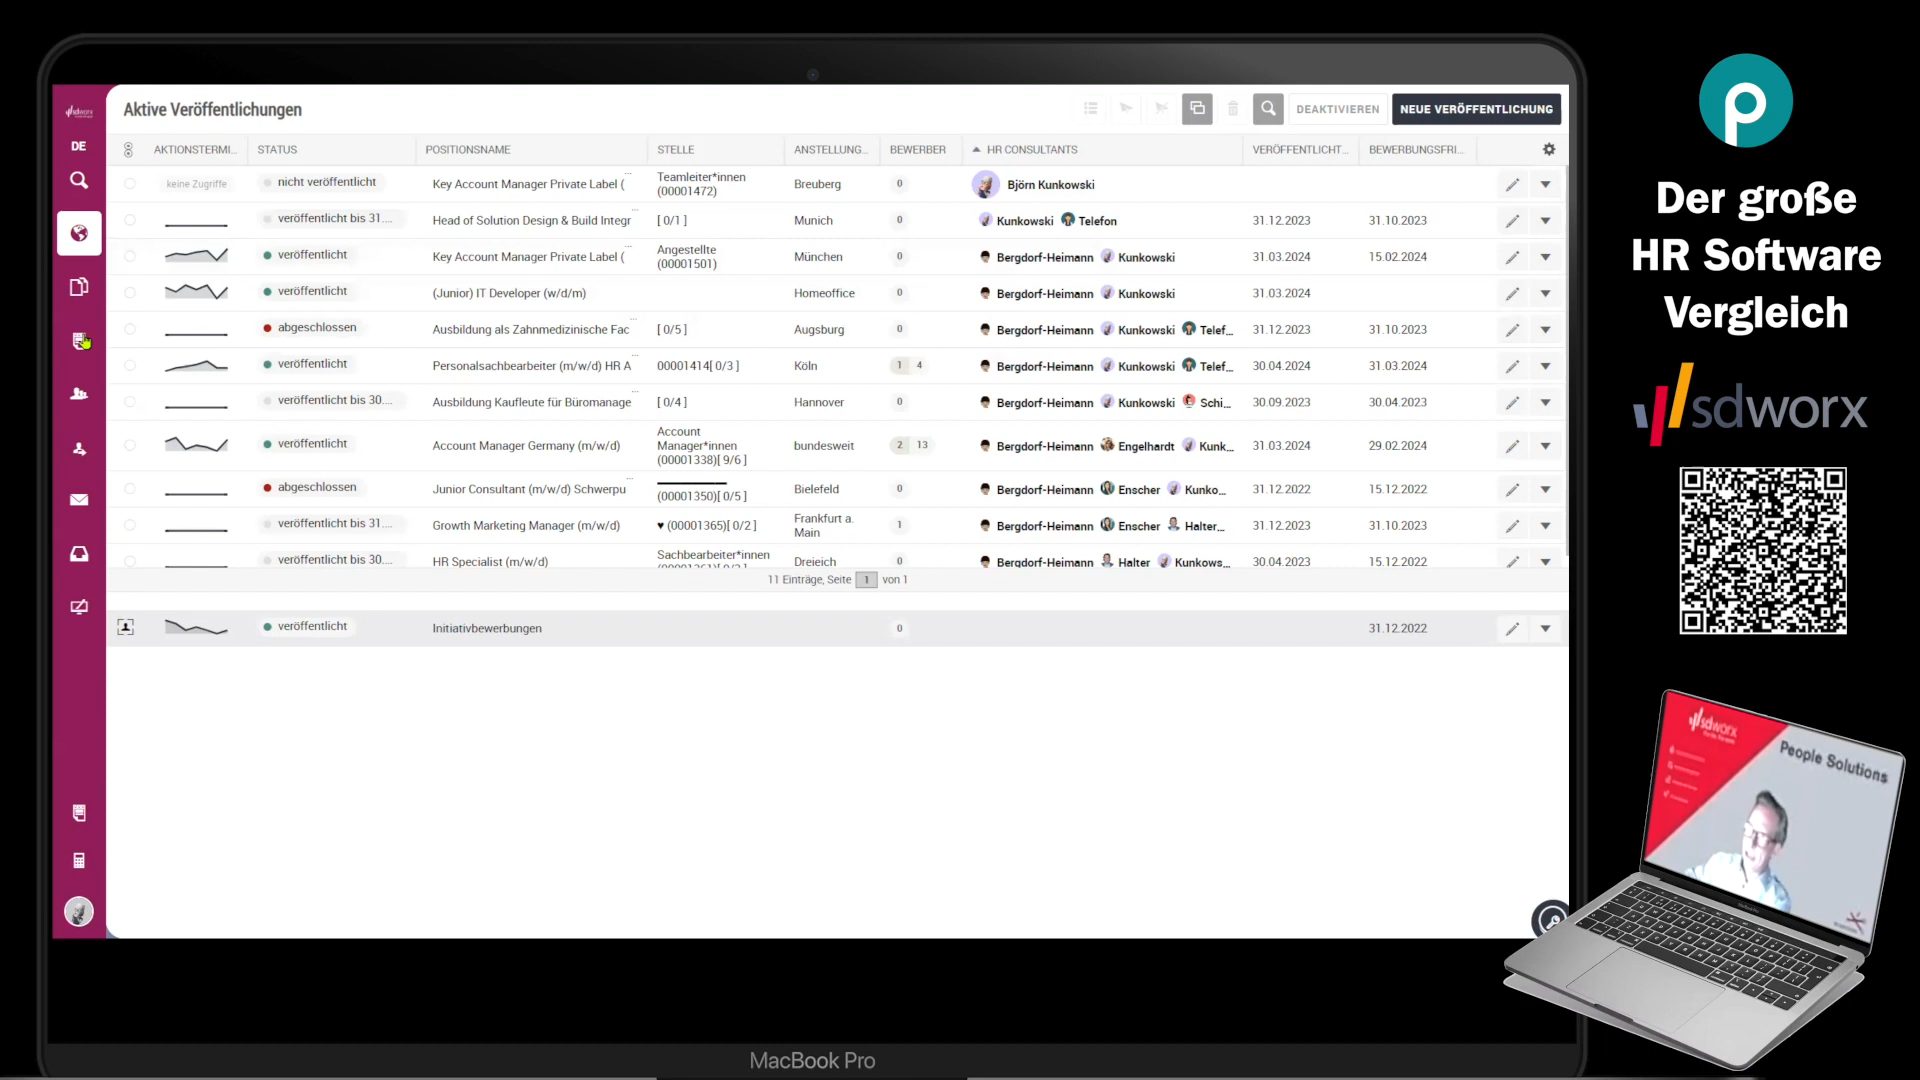 Aktive Veröffentlichungen
DEAKTIVIEREN
NEUE VERÖFFENTLICHUNG
sdworx
DE
AKTIONSTERMI... STATUS POSITIONSNAME STELLE ANSTELLUNG... BEWERBER HR CONSULTANTS VERÖFFENTLICHT... BEWERBUNGSFRI...
keine Zugriffe nicht veröffentlicht Key Account Manager Private Label ( ... Teamleiter*innen (00001472) Breuberg 0 Björn Kunkowski
veröffentlicht bis 31.... Head of Solution Design & Build Integr ... [ 0/1 ] Munich 0 Kunkowski Telefon 31.12.2023 31.10.2023
veröffentlicht Key Account Manager Private Label ( ... Angestellte (00001501) München 0 Bergdorf-Heimann Kunkowski 31.03.2024 15.02.2024
veröffentlicht (Junior) IT Developer (w/d/m) Homeoffice 0 Bergdorf-Heimann Kunkowski 31.03.2024
abgeschlossen Ausbildung als Zahnmedizinische Fac ... [ 0/5 ] Augsburg 0 Bergdorf-Heimann Kunkowski Telef... 31.12.2023 31.10.2023
veröffentlicht Personalsachbearbeiter (m/w/d) HR A ... 00001414[ 0/3 ] Köln 1 4 Bergdorf-Heimann Kunkowski Telef... 30.04.2024 31.03.2024
veröffentlicht bis 30.... Ausbildung Kaufleute für Büromanage ... [ 0/4 ] Hannover 0 Bergdorf-Heimann Kunkowski Schi... 30.09.2023 30.04.2023
veröffentlicht Account Manager Germany (m/w/d) Account Manager*innen (00001338)[ 9/6 ] bundesweit 2 13 Bergdorf-Heimann Engelhardt Kunk... 31.03.2024 29.02.2024
abgeschlossen Junior Consultant (m/w/d) Schwerpu ... (00001350)[ 0/5 ] Bielefeld 0 Bergdorf-Heimann Enscher Kunko... 31.12.2022 15.12.2022
veröffentlicht bis 31.... Growth Marketing Manager (m/w/d) ♥ (00001365)[ 0/2 ] Frankfurt a. Main 1 Bergdorf-Heimann Enscher Halter... 31.12.2023 31.10.2023
veröffentlicht bis 30.... HR Specialist (m/w/d) Sachbearbeiter*innen Dreieich 0 Bergdorf-Heimann Halter Kunkows... 30.04.2023 15.12.2022
11 Einträge, Seite 1 von 1
veröffentlicht Initiativbewerbungen 0 31.12.2022
MacBook Pro
p
Der große
HR Software
Vergleich
sdworx
sdworx
People Solutions